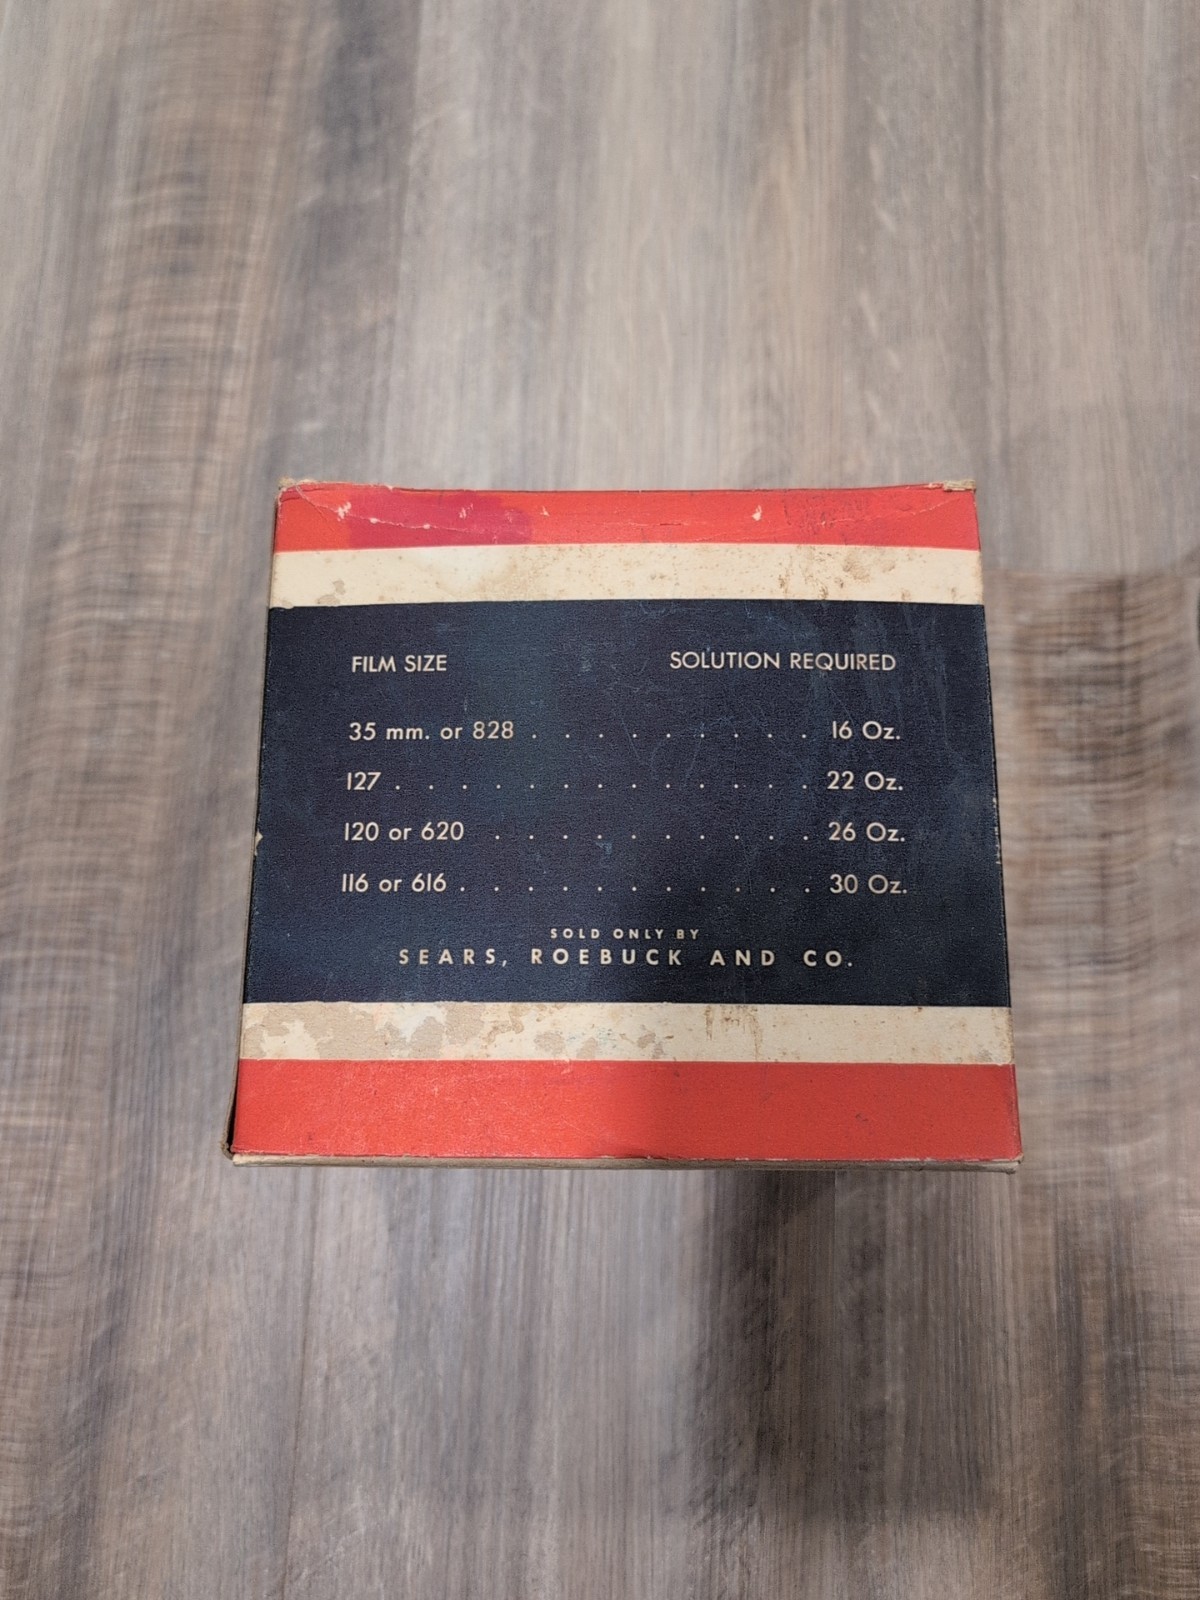 FILM SIZE SOLUTION REQUIRED
35 mm. or 828 . . . . . . . . . . . 16 Oz.
127 . . . . . . . . . . . . . . . . 22 Oz.
120 or 620 . . . . . . . . . . . . 26 Oz.
116 or 616 . . . . . . . . . . . . . 30 Oz.
SOLD ONLY BY
SEARS, ROEBUCK AND CO.